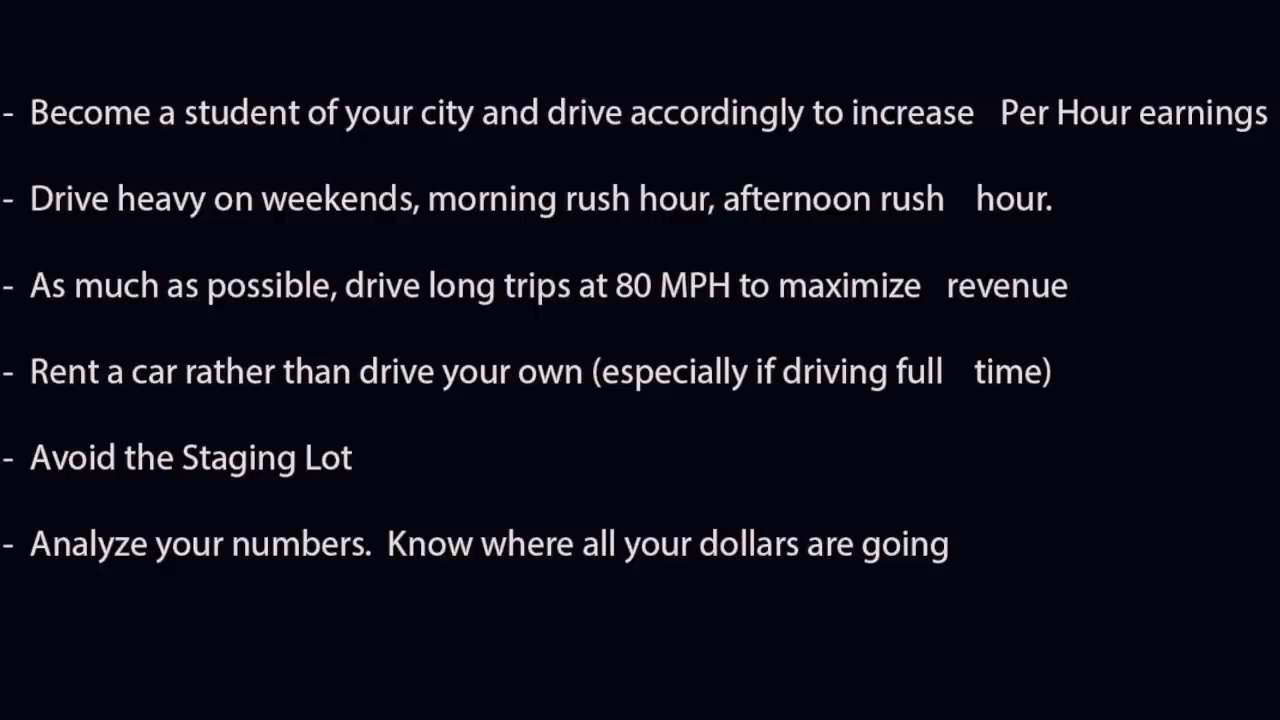 - Become a student of your city and drive accordingly to increase Per Hour earnings
- Drive heavy on weekends, morning rush hour, afternoon rush hour.
- As much as possible, drive long trips at 80 MPH to maximize revenue
- Rent a car rather than drive your own (especially if driving full time)
- Avoid the Staging Lot
- Analyze your numbers. Know where all your dollars are going